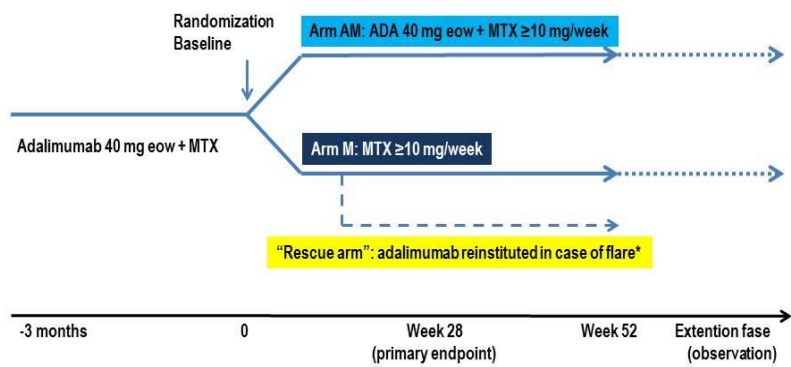 Randomization
Baseline
Arm AM: ADA 40 mg eow + MTX ≥10 mg/week
Adalimumab 40 mg eow + MTX
Arm M: MTX ≥10 mg/week
“Rescue arm”: adalimumab reinstituted in case of flare*
-3 months 0 Week 28 Week 52 Extention fase
(primary endpoint) (observation)